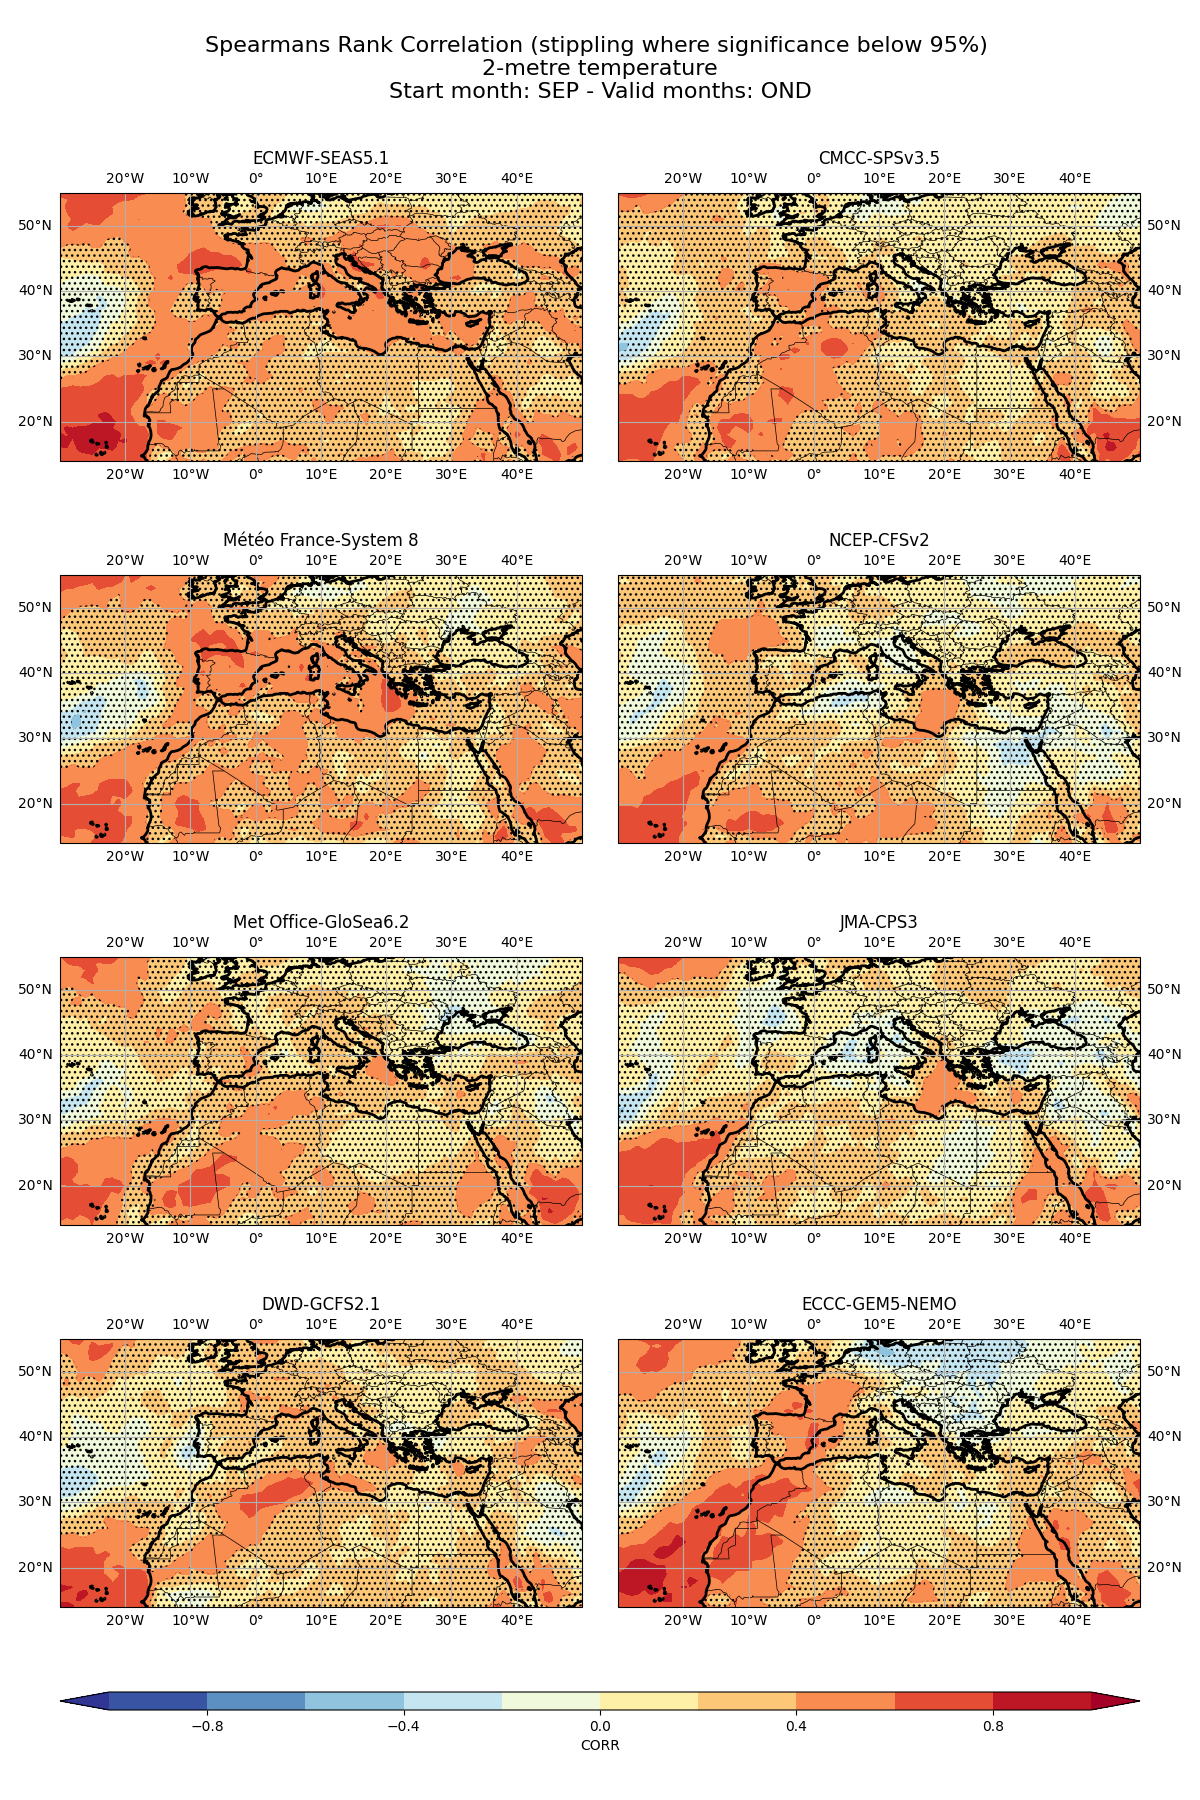 Spearmans Rank Correlation (stippling where significance below 95%)
2-metre temperature
Start month: SEP - Valid months: OND
ECMWF-SEAS5.1
20°W 10°W 0° 10°E 20°E 30°E 40°E
50°N
40°N
30°N
20°N
20°W 10°W 0° 10°E 20°E 30°E 40°E
CMCC-SPSv3.5
20°W 10°W 0° 10°E 20°E 30°E 40°E
50°N
40°N
30°N
20°N
20°W 10°W 0° 10°E 20°E 30°E 40°E
Météo France-System 8
20°W 10°W 0° 10°E 20°E 30°E 40°E
50°N
40°N
30°N
20°N
20°W 10°W 0° 10°E 20°E 30°E 40°E
NCEP-CFSv2
20°W 10°W 0° 10°E 20°E 30°E 40°E
50°N
40°N
30°N
20°N
20°W 10°W 0° 10°E 20°E 30°E 40°E
Met Office-GloSea6.2
20°W 10°W 0° 10°E 20°E 30°E 40°E
50°N
40°N
30°N
20°N
20°W 10°W 0° 10°E 20°E 30°E 40°E
JMA-CPS3
20°W 10°W 0° 10°E 20°E 30°E 40°E
50°N
40°N
30°N
20°N
20°W 10°W 0° 10°E 20°E 30°E 40°E
DWD-GCFS2.1
20°W 10°W 0° 10°E 20°E 30°E 40°E
50°N
40°N
30°N
20°N
20°W 10°W 0° 10°E 20°E 30°E 40°E
ECCC-GEM5-NEMO
20°W 10°W 0° 10°E 20°E 30°E 40°E
50°N
40°N
30°N
20°N
20°W 10°W 0° 10°E 20°E 30°E 40°E
−0.8 −0.4 0.0 0.4 0.8
CORR